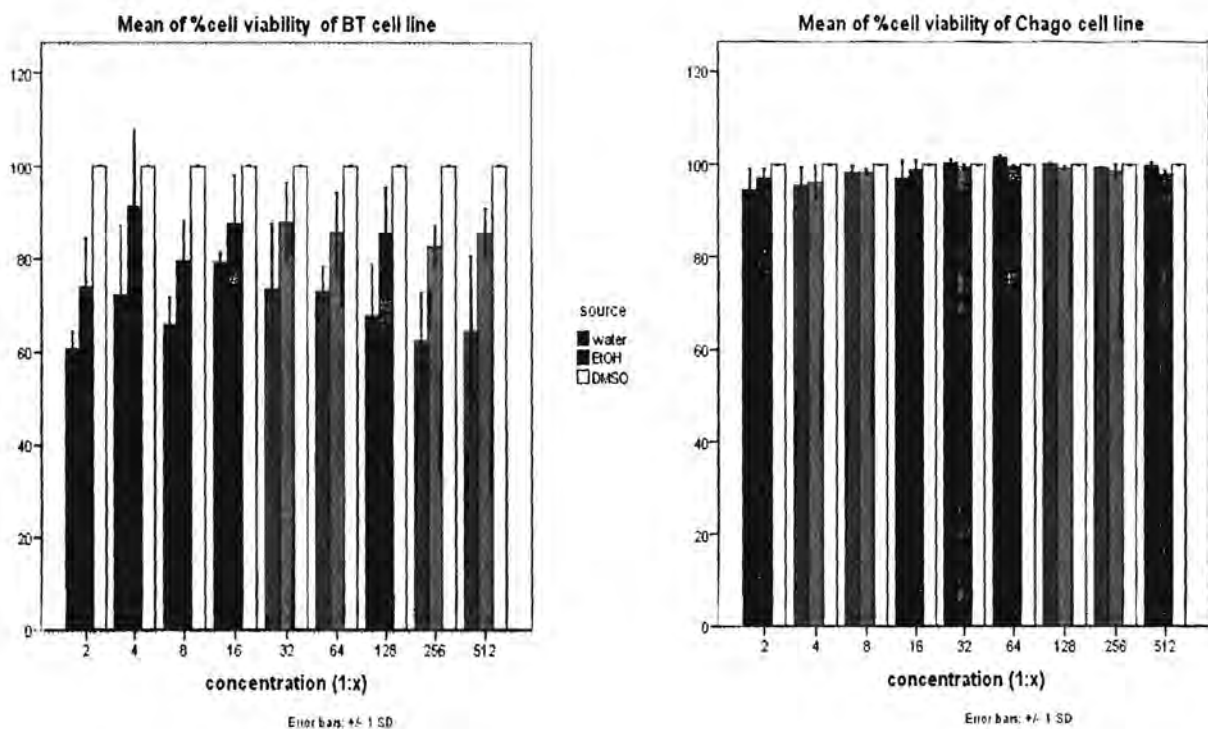 Mean of %cell viability of BT cell line
120
100
80
60
40
20
0
2 4 8 16 32 64 128 256 512
concentration (1:x)
Error bars: +/- 1 SD
source
water
EtOH
DMSO
Mean of %cell viability of Chago cell line
120
100
80
60
40
20
0
2 4 8 16 32 64 128 256 512
concentration (1:x)
Error bars: +/- 1 SD